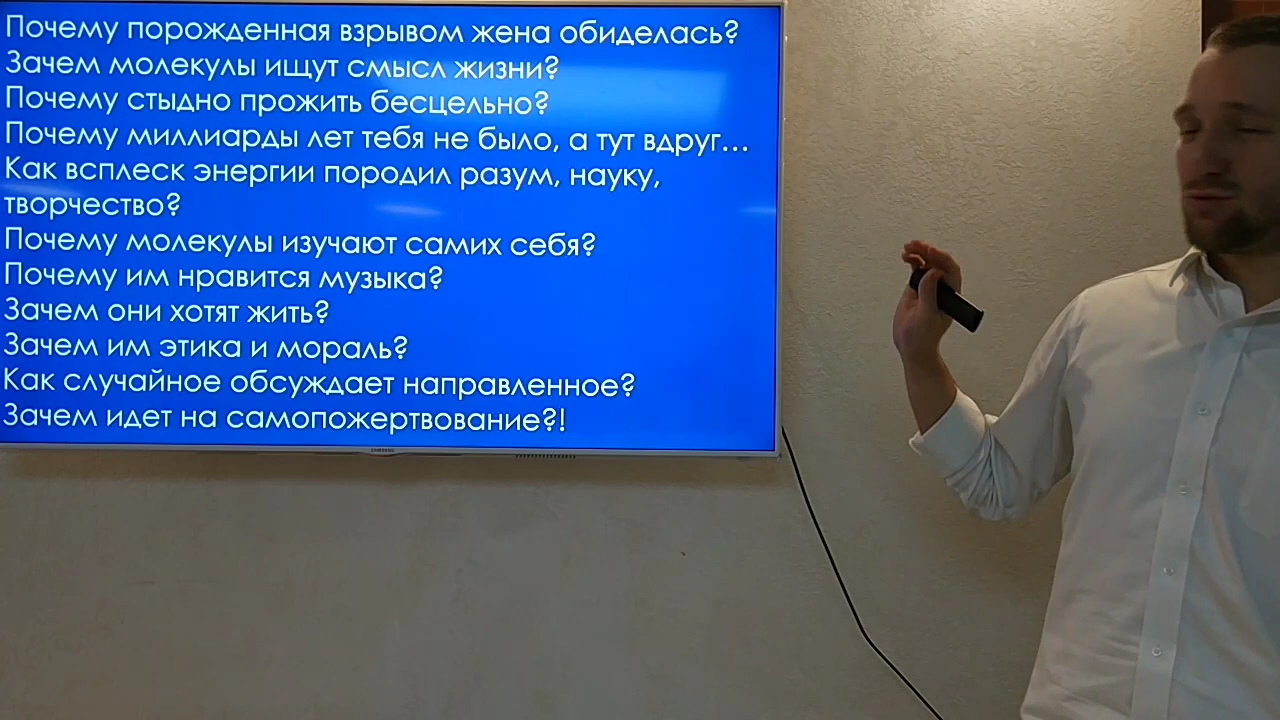 Почему порожденная взрывом жена обиделась?
Зачем молекулы ищут смысл жизни?
Почему стыдно прожить бесцельно?
Почему миллиарды лет тебя не было, а тут вдруг...
Как всплеск энергии породил разум, науку,
творчество?
Почему молекулы изучают самих себя?
Почему им нравится музыка?
Зачем они хотят жить?
Зачем им этика и мораль?
Как случайное обсуждает направленное?
Зачем идет на самопожертвование?!
SAMSUNG